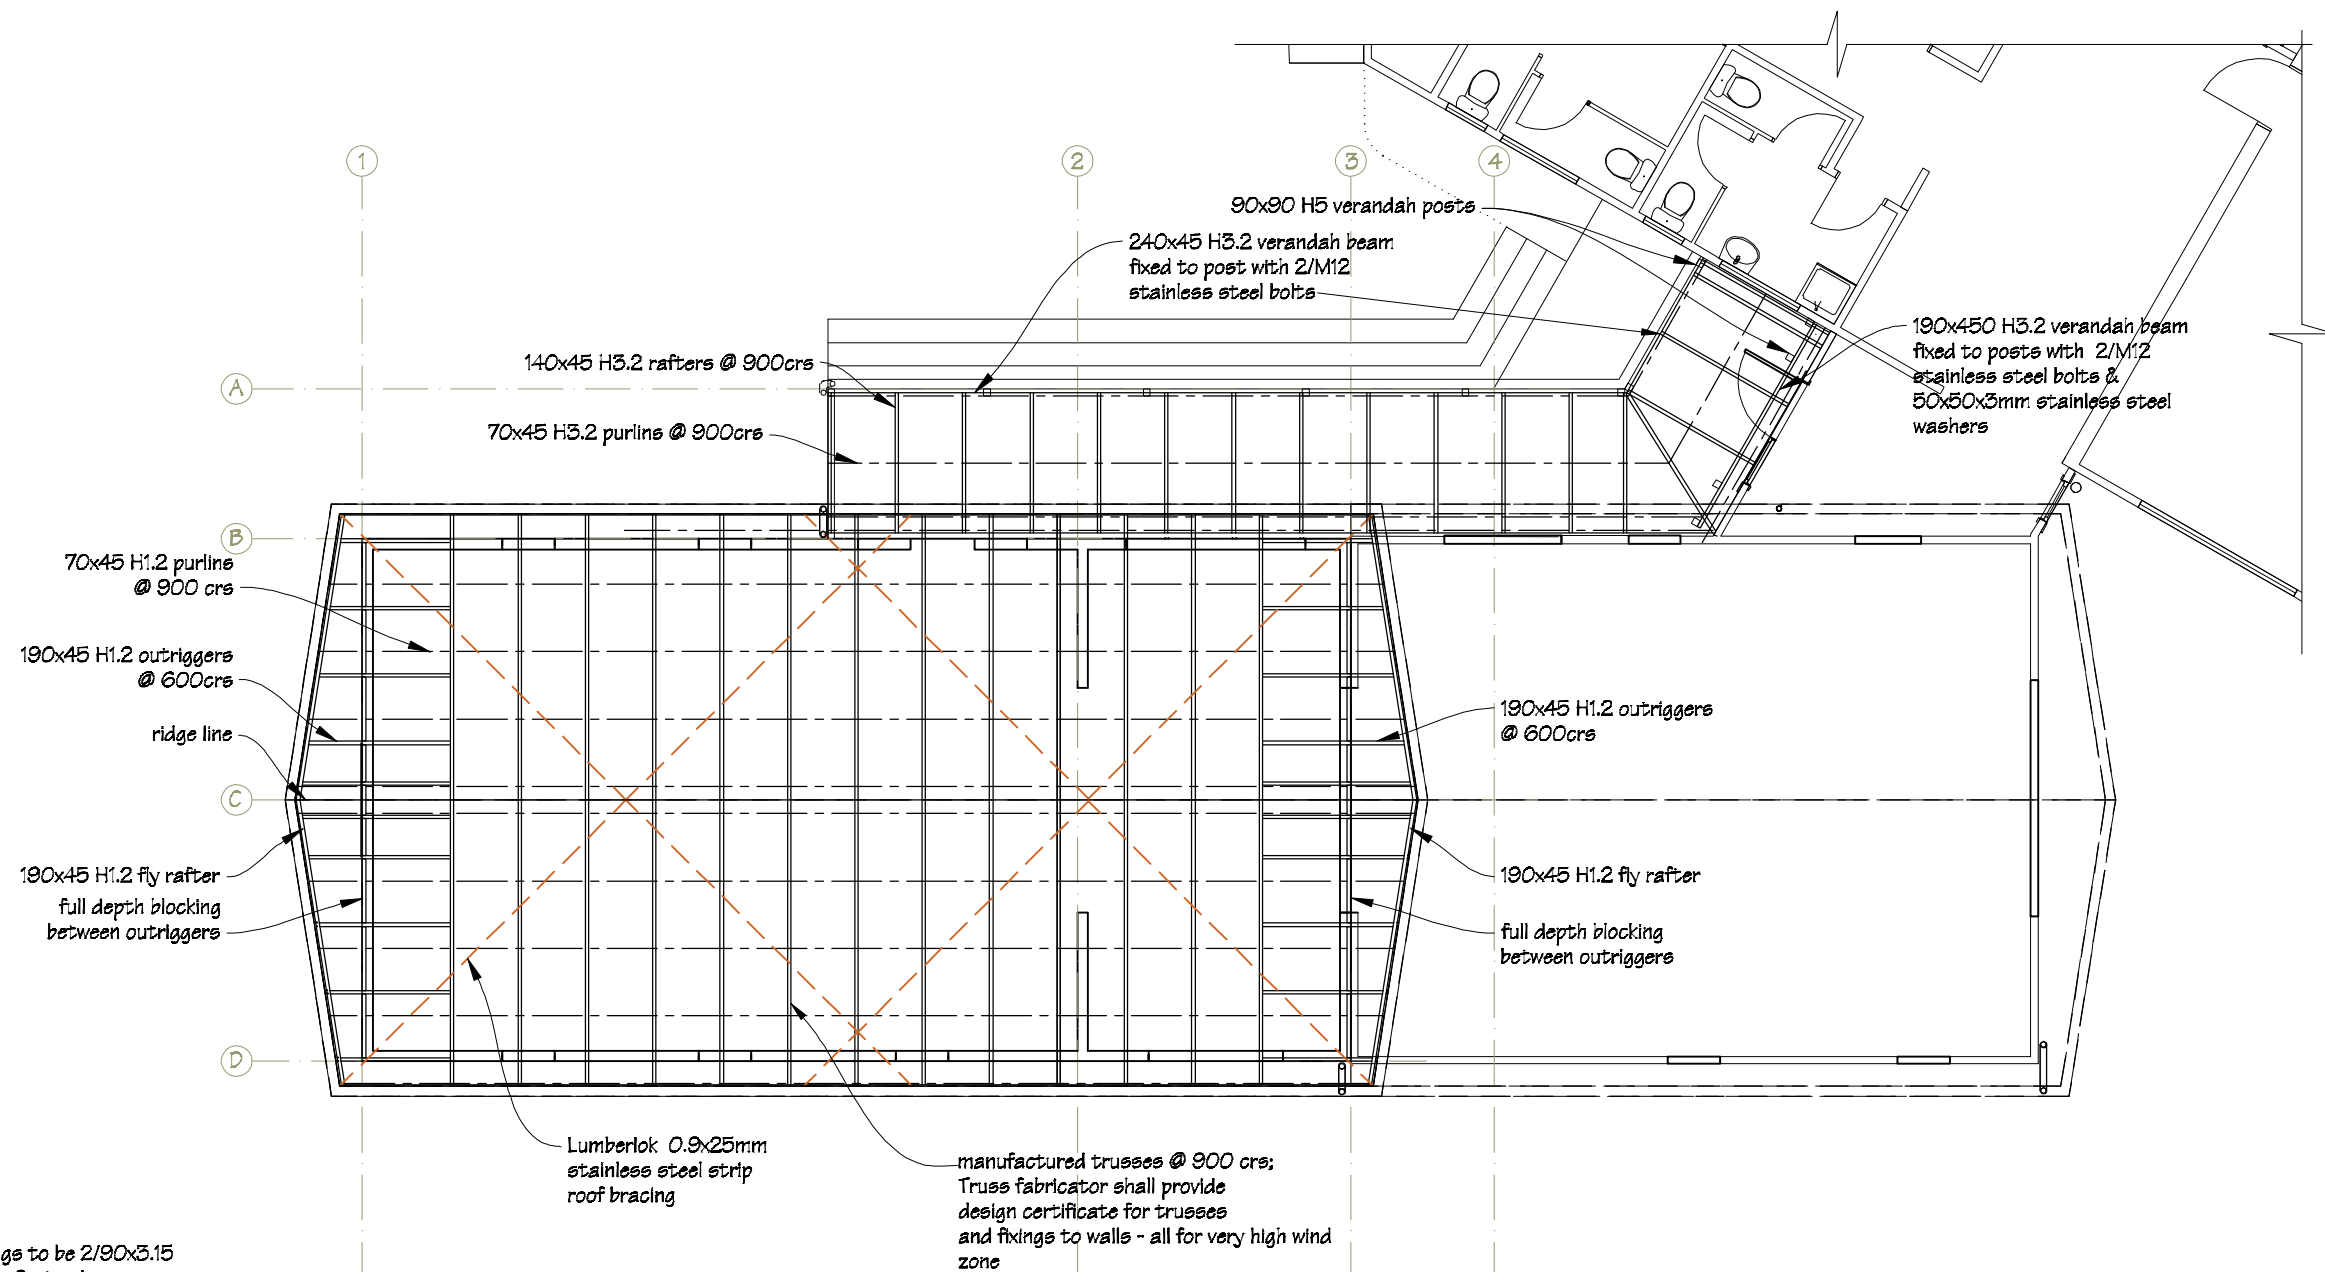 1
2
3
4
90x90 H5 verandah posts
240x45 H3.2 verandah beam
fixed to post with 2/M12
stainless steel bolts
190x450 H3.2 verandah beam
fixed to posts with 2/M12
stainless steel bolts &
50x50x3mm stainless steel
washers
140x45 H3.2 rafters @ 900crs
A
70x45 H3.2 purlins @ 900crs
B
70x45 H1.2 purlins
@ 900 crs
190x45 H1.2 outriggers
@ 600crs
ridge line
190x45 H1.2 outriggers
@ 600crs
C
190x45 H1.2 fly rafter
full depth blocking
between outriggers
190x45 H1.2 fly rafter
full depth blocking
between outriggers
D
Lumberlok 0.9x25mm
stainless steel strip
roof bracing
manufactured trusses @ 900 crs;
Truss fabricator shall provide
design certificate for trusses
and fixings to walls - all for very high wind
zone
gs to be 2/90x3.15